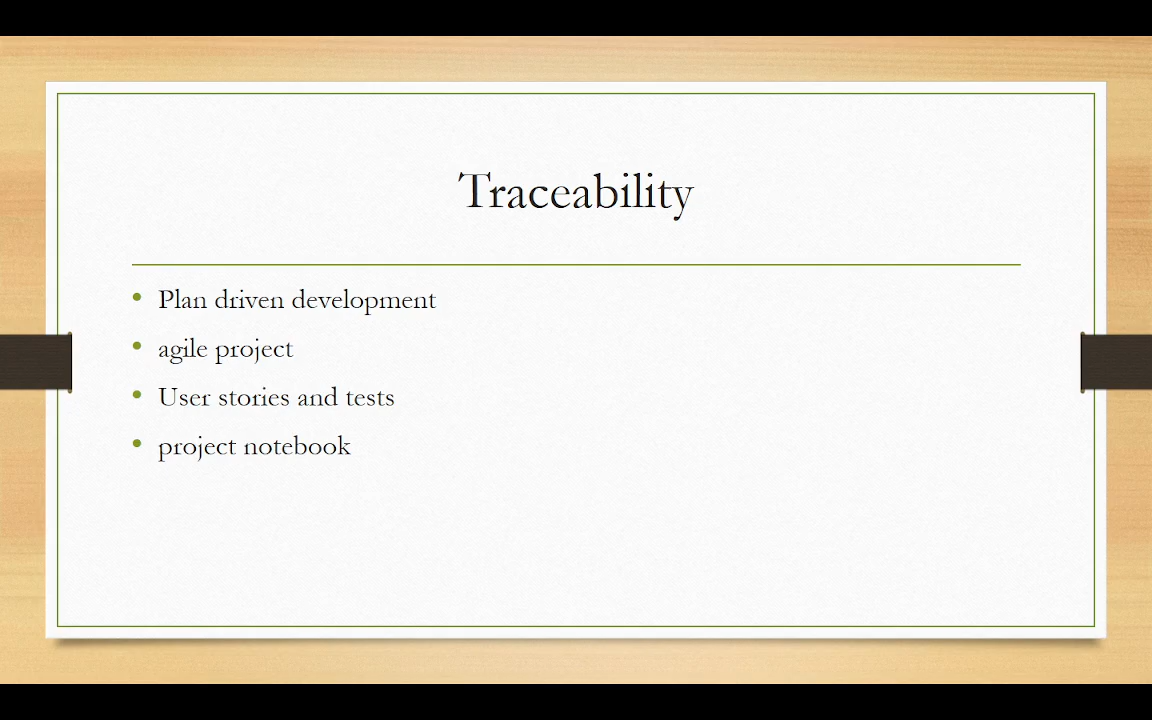 Traceability
• Plan driven development
• agile project
• User stories and tests
• project notebook